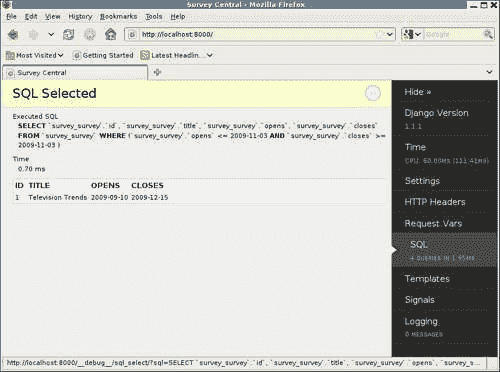 Survey Central - Mozilla Firefox
File Edit View History Bookmarks Tools Help
http://localhost:8000/
Google
Most Visited Getting Started Latest Headlin...
Survey Central
SQL Selected
Executed SQL
SELECT `survey_survey`.`id`, `survey_survey`.`title`, `survey_survey`.`opens`, `survey_survey`.`closes`
FROM `survey_survey` WHERE (`survey_survey`.`opens` <= 2009-11-03 AND `survey_survey`.`closes` >=
2009-11-03 )
Time
0.70 ms
ID TITLE OPENS CLOSES
1 Television Trends 2009-09-10 2009-12-15
Hide »
Django Version
1.1.1
Time
CPU: 60.00MS (111.41MS)
Settings
HTTP Headers
Request Vars
SQL
4 QUERIES IN 1.95MS
Templates
Signals
Logging
0 MESSAGES
http://localhost:8000/__debug__/sql_select/?sql=SELECT `survey_survey`.`id`, `survey_survey`.`title`, `survey_survey`.`opens`, `survey_s...